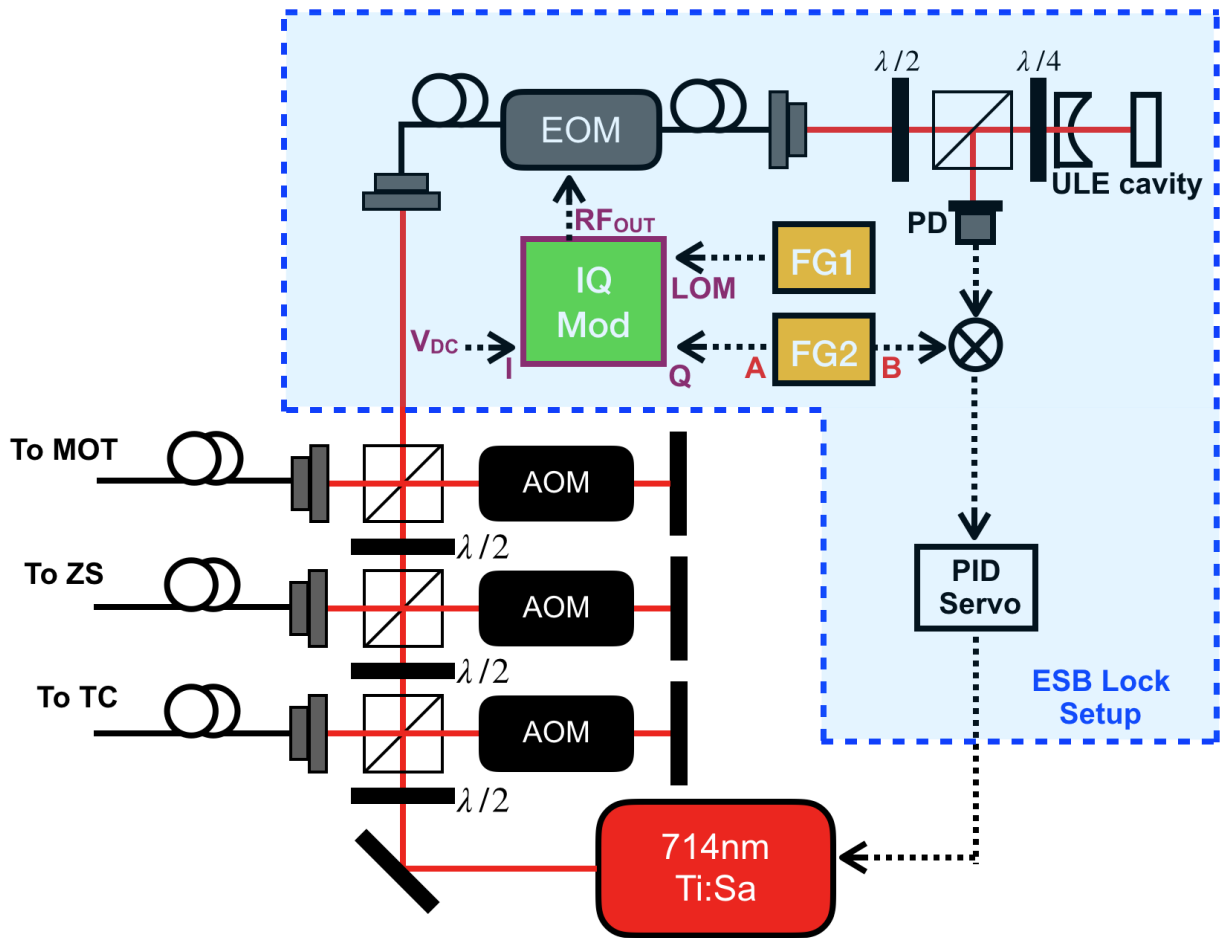 λ/2
λ/4
EOM
ULE cavity
PD
RFOUT
IQ
Mod
FG1
LOM
VDC
I
Q
A
FG2
B
To MOT
AOM
λ/2
To ZS
AOM
λ/2
To TC
AOM
λ/2
PID
Servo
ESB Lock
Setup
714nm
Ti:Sa